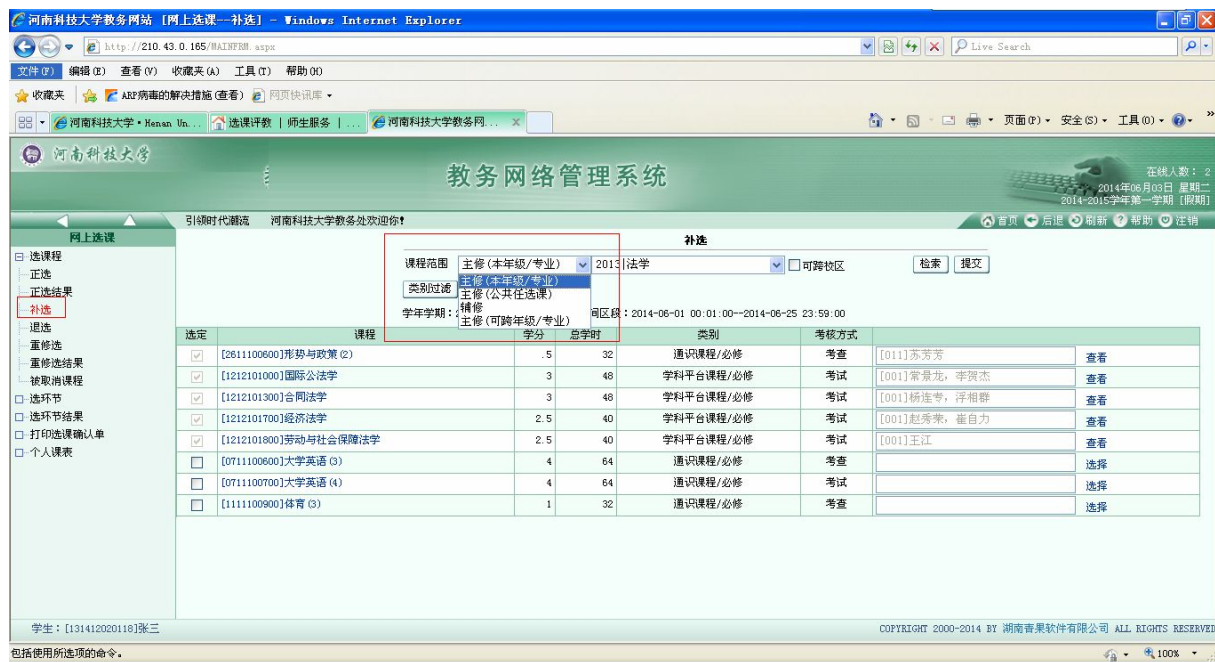 河南科技大学教务网站 [网上选课--补选] - Windows Internet Explorer
http://210.43.0.165/MAINFRM.aspx
Live Search
文件(F) 编辑(E) 查看(V) 收藏夹(A) 工具(T) 帮助(H)
收藏夹 ARP病毒的解决措施(查看) 网页快讯库
河南科技大学·Henan Un... 选课评教 | 师生服务 | ... 河南科技大学教务网... 页面(P) 安全(S) 工具(O) »
河南科技大学
教务网络管理系统
在线人数: 2
2014年06月03日 星期二
2014-2015学年第一学期 [假期]
引领时代潮流 河南科技大学教务处欢迎你!
首页 后退 刷新 帮助 注销
网上选课
选课程
正选
正选结果
补选
退选
重修选
重修选结果
被取消课程
选环节
选环节结果
打印选课确认单
个人课表
补选
课程范围 主修(本年级/专业) 2013|法学 可跨校区 检索 提交
主修(本年级/专业)
主修(公共任选课)
辅修
主修(可跨年级/专业)
类别过滤
学年学期: 间区段:2014-06-01 00:01:00--2014-06-25 23:59:00
选定 课程 学分 总学时 类别 考核方式
[2611100600]形势与政策(2) .5 32 通识课程/必修 考查 [011]苏芳芳 查看
[1212101000]国际公法学 3 48 学科平台课程/必修 考试 [001]常景龙,李贺杰 查看
[1212101300]合同法学 3 48 学科平台课程/必修 考试 [001]杨连专,浮相群 查看
[1212101700]经济法学 2.5 40 学科平台课程/必修 考试 [001]赵秀荣,崔自力 查看
[1212101800]劳动与社会保障法学 2.5 40 学科平台课程/必修 考试 [001]王江 查看
[0711100600]大学英语(3) 4 64 通识课程/必修 考查 选择
[0711100700]大学英语(4) 4 64 通识课程/必修 考试 选择
[1111100900]体育(3) 1 32 通识课程/必修 考查 选择
学生:[131412020118]张三
COPYRIGHT 2000-2014 BY 湖南青果软件有限公司 ALL RIGHTS RESERVED
包括使用所选项的命令。
100%